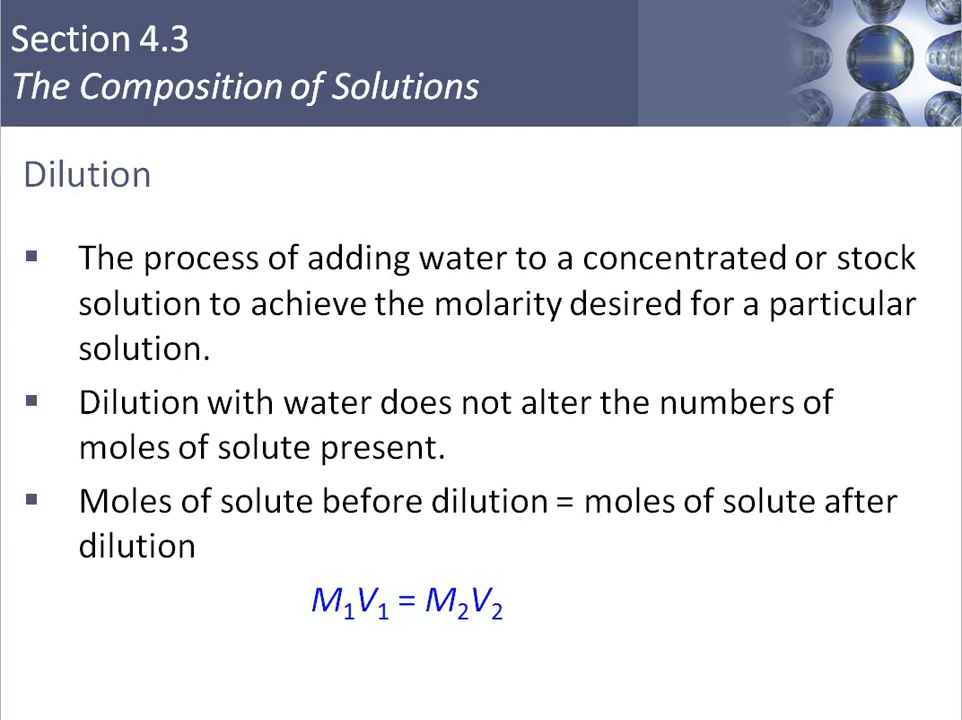 Section 4.3
The Composition of Solutions
Dilution
▪ The process of adding water to a concentrated or stock
solution to achieve the molarity desired for a particular
solution.
▪ Dilution with water does not alter the numbers of
moles of solute present.
▪ Moles of solute before dilution = moles of solute after
dilution
M₁V₁ = M₂V₂